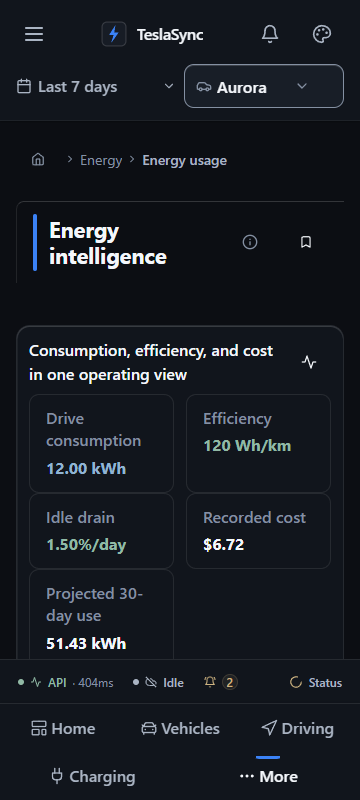 TeslaSync
Last 7 days
Aurora
Energy
Energy usage
Energy
intelligence
Consumption, efficiency, and cost
in one operating view
Drive
consumption
12.00 kWh
Efficiency
120 Wh/km
Idle drain
1.50%/day
Recorded cost
$6.72
Projected 30-
day use
51.43 kWh
API · 404ms
Idle
2
Status
Home
Vehicles
Driving
Charging
More